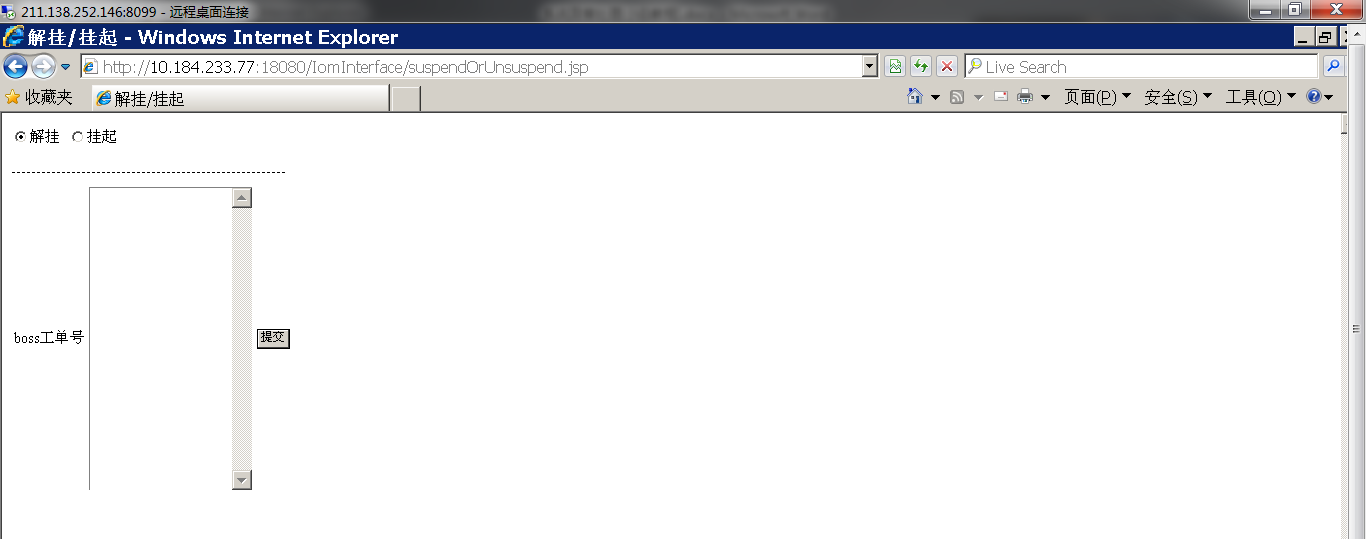 211.138.252.146:8099 - 远程桌面连接
解挂/挂起 - Windows Internet Explorer
http://10.184.233.77:18080/IomInterface/suspendOrUnsuspend.jsp Live Search
收藏夹 解挂/挂起 页面(P) 安全(S) 工具(O)
解挂 挂起
------------------------------------------------------
boss工单号 提交